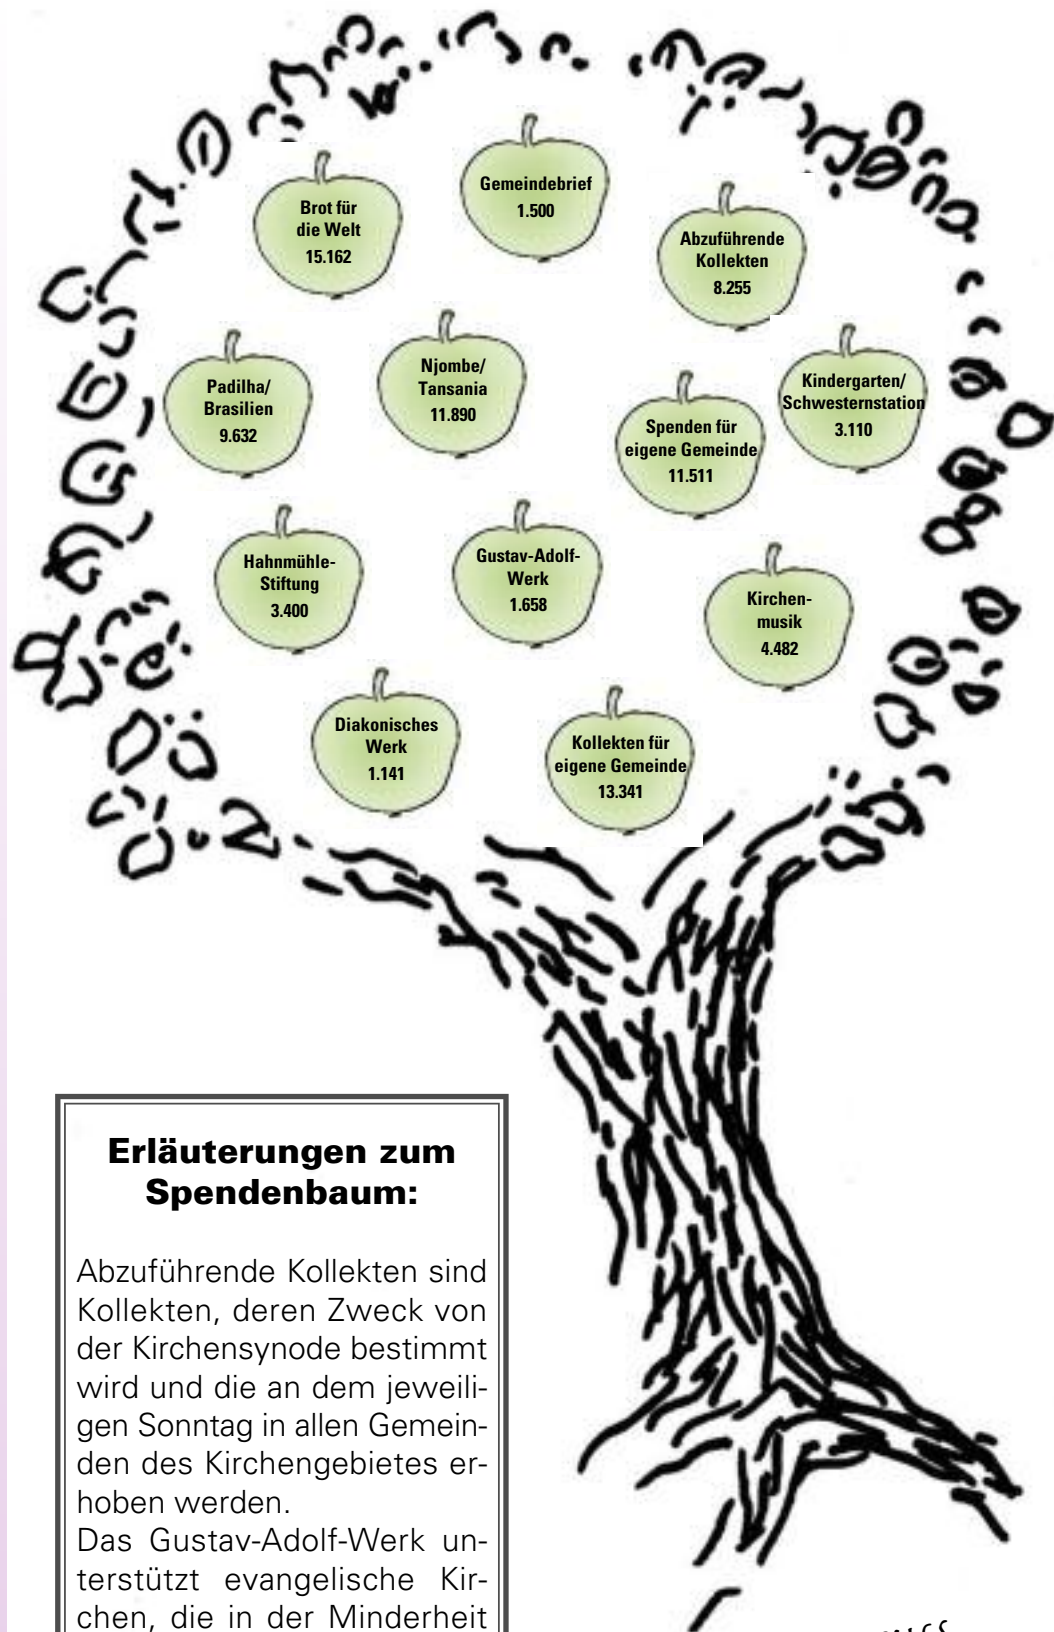 Gemeindebrief
1.500
Brot für
die Welt
15.162
Abzuführende
Kollekten
8.255
Njombe/
Tansania
11.890
Padilha/
Brasilien
9.632
Kindergarten/
Schwesternstation
3.110
Spenden für
eigene Gemeinde
11.511
Hahnmühle-
Stiftung
3.400
Gustav-Adolf-
Werk
1.658
Kirchen-
musik
4.482
Diakonisches
Werk
1.141
Kollekten für
eigene Gemeinde
13.341
Erläuterungen zum
Spendenbaum:
Abzuführende Kollekten sind
Kollekten, deren Zweck von
der Kirchensynode bestimmt
wird und die an dem jeweili-
gen Sonntag in allen Gemein-
den des Kirchengebietes er-
hoben werden.
Das Gustav-Adolf-Werk un-
terstützt evangelische Kir-
chen, die in der Minderheit